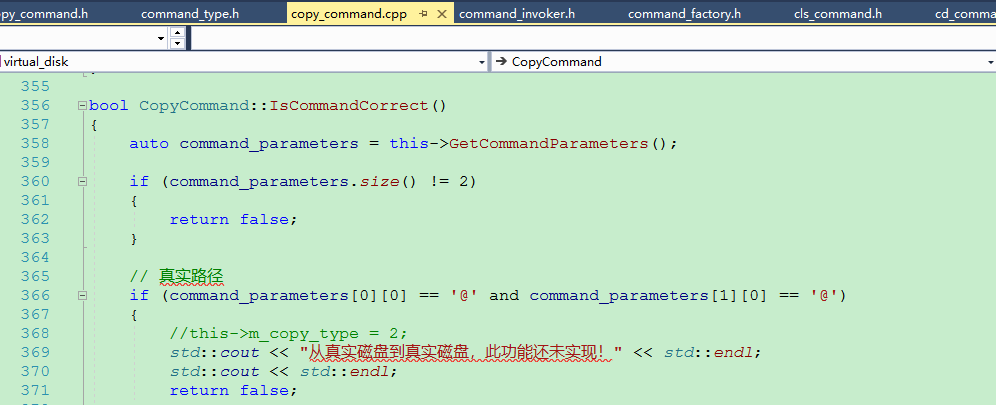 py_command.h command_type.h copy_command.cpp command_invoker.h command_factory.h cls_command.h cd_comma
virtual_disk CopyCommand
355
356 bool CopyCommand::IsCommandCorrect()
357 {
358 auto command_parameters = this->GetCommandParameters();
359
360 if (command_parameters.size() != 2)
361 {
362 return false;
363 }
364
365 // 真实路径
366 if (command_parameters[0][0] == '@' and command_parameters[1][0] == '@')
367 {
368 //this->m_copy_type = 2;
369 std::cout << "从真实磁盘到真实磁盘，此功能还未实现！" << std::endl;
370 std::cout << std::endl;
371 return false;